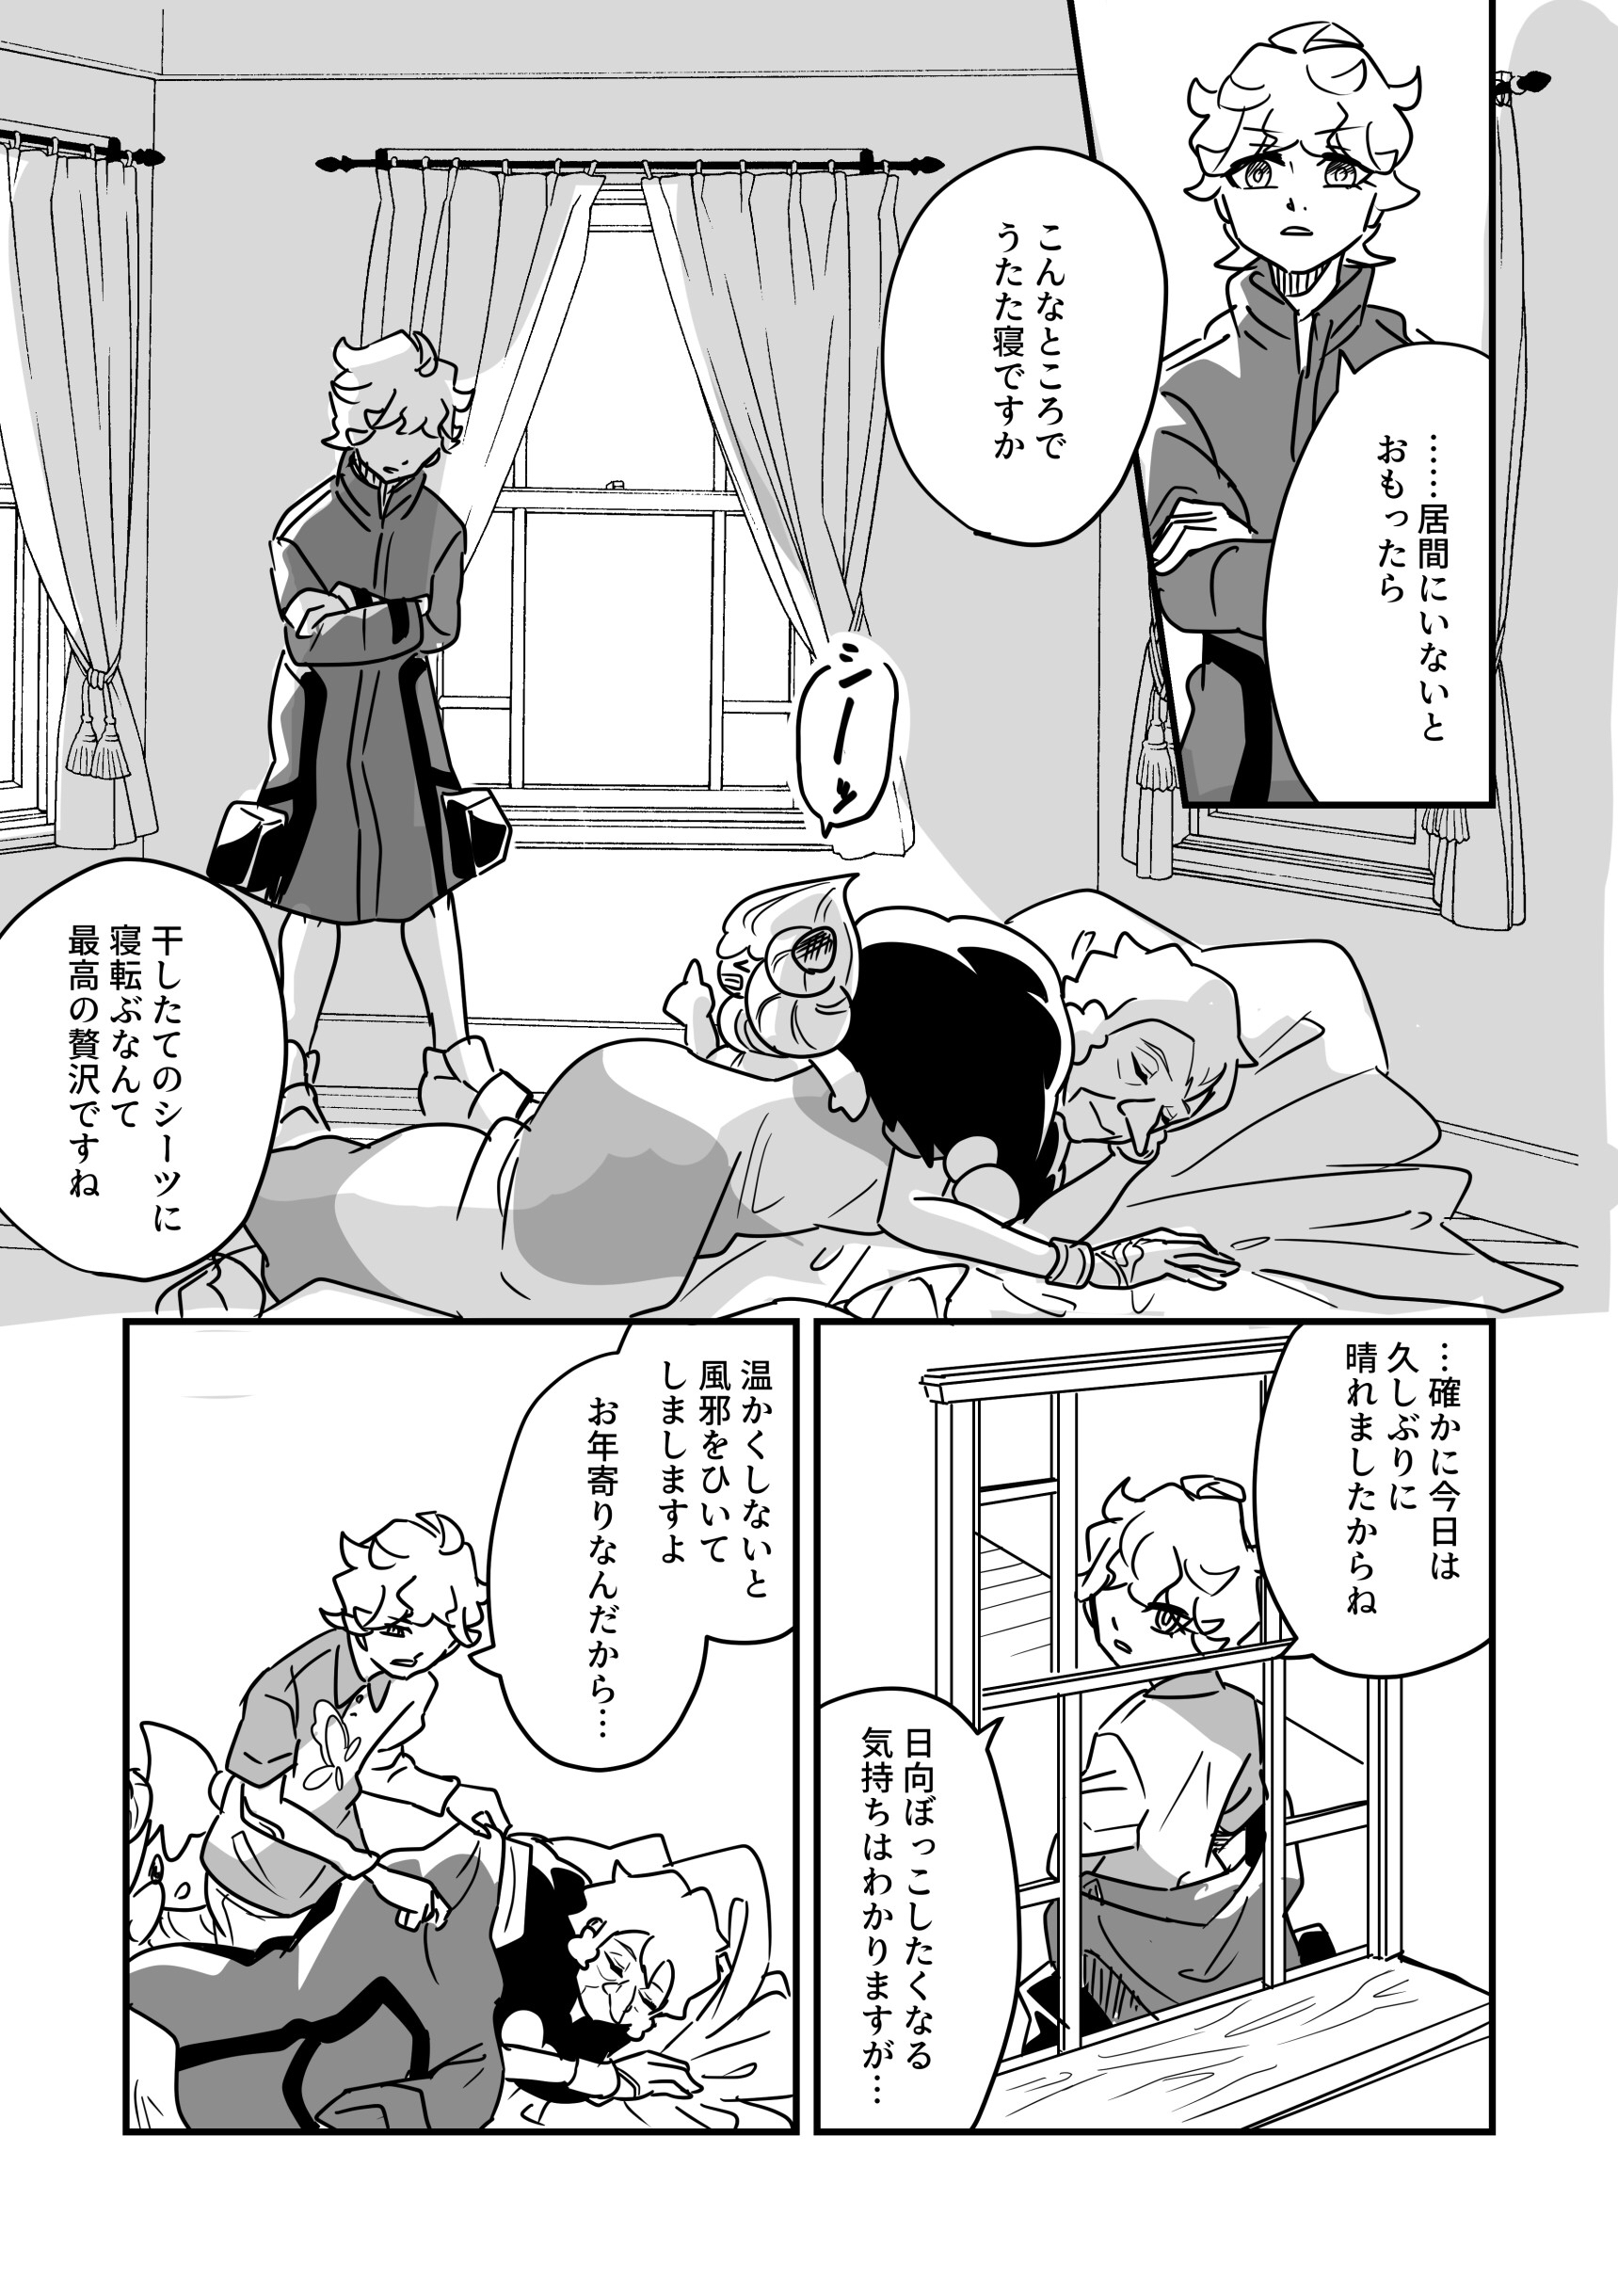 ……居間にいないと
おもったら
こんなところで
うたた寝ですか
シーッ
干したてのシーツに
寝転ぶなんて
最高の贅沢ですね
…確かに今日は
久しぶりに
晴れましたからね
日向ぼっこしたくなる
気持ちはわかりますが…
温かくしないと
風邪をひいて
しましますよ
お年寄りなんだから…